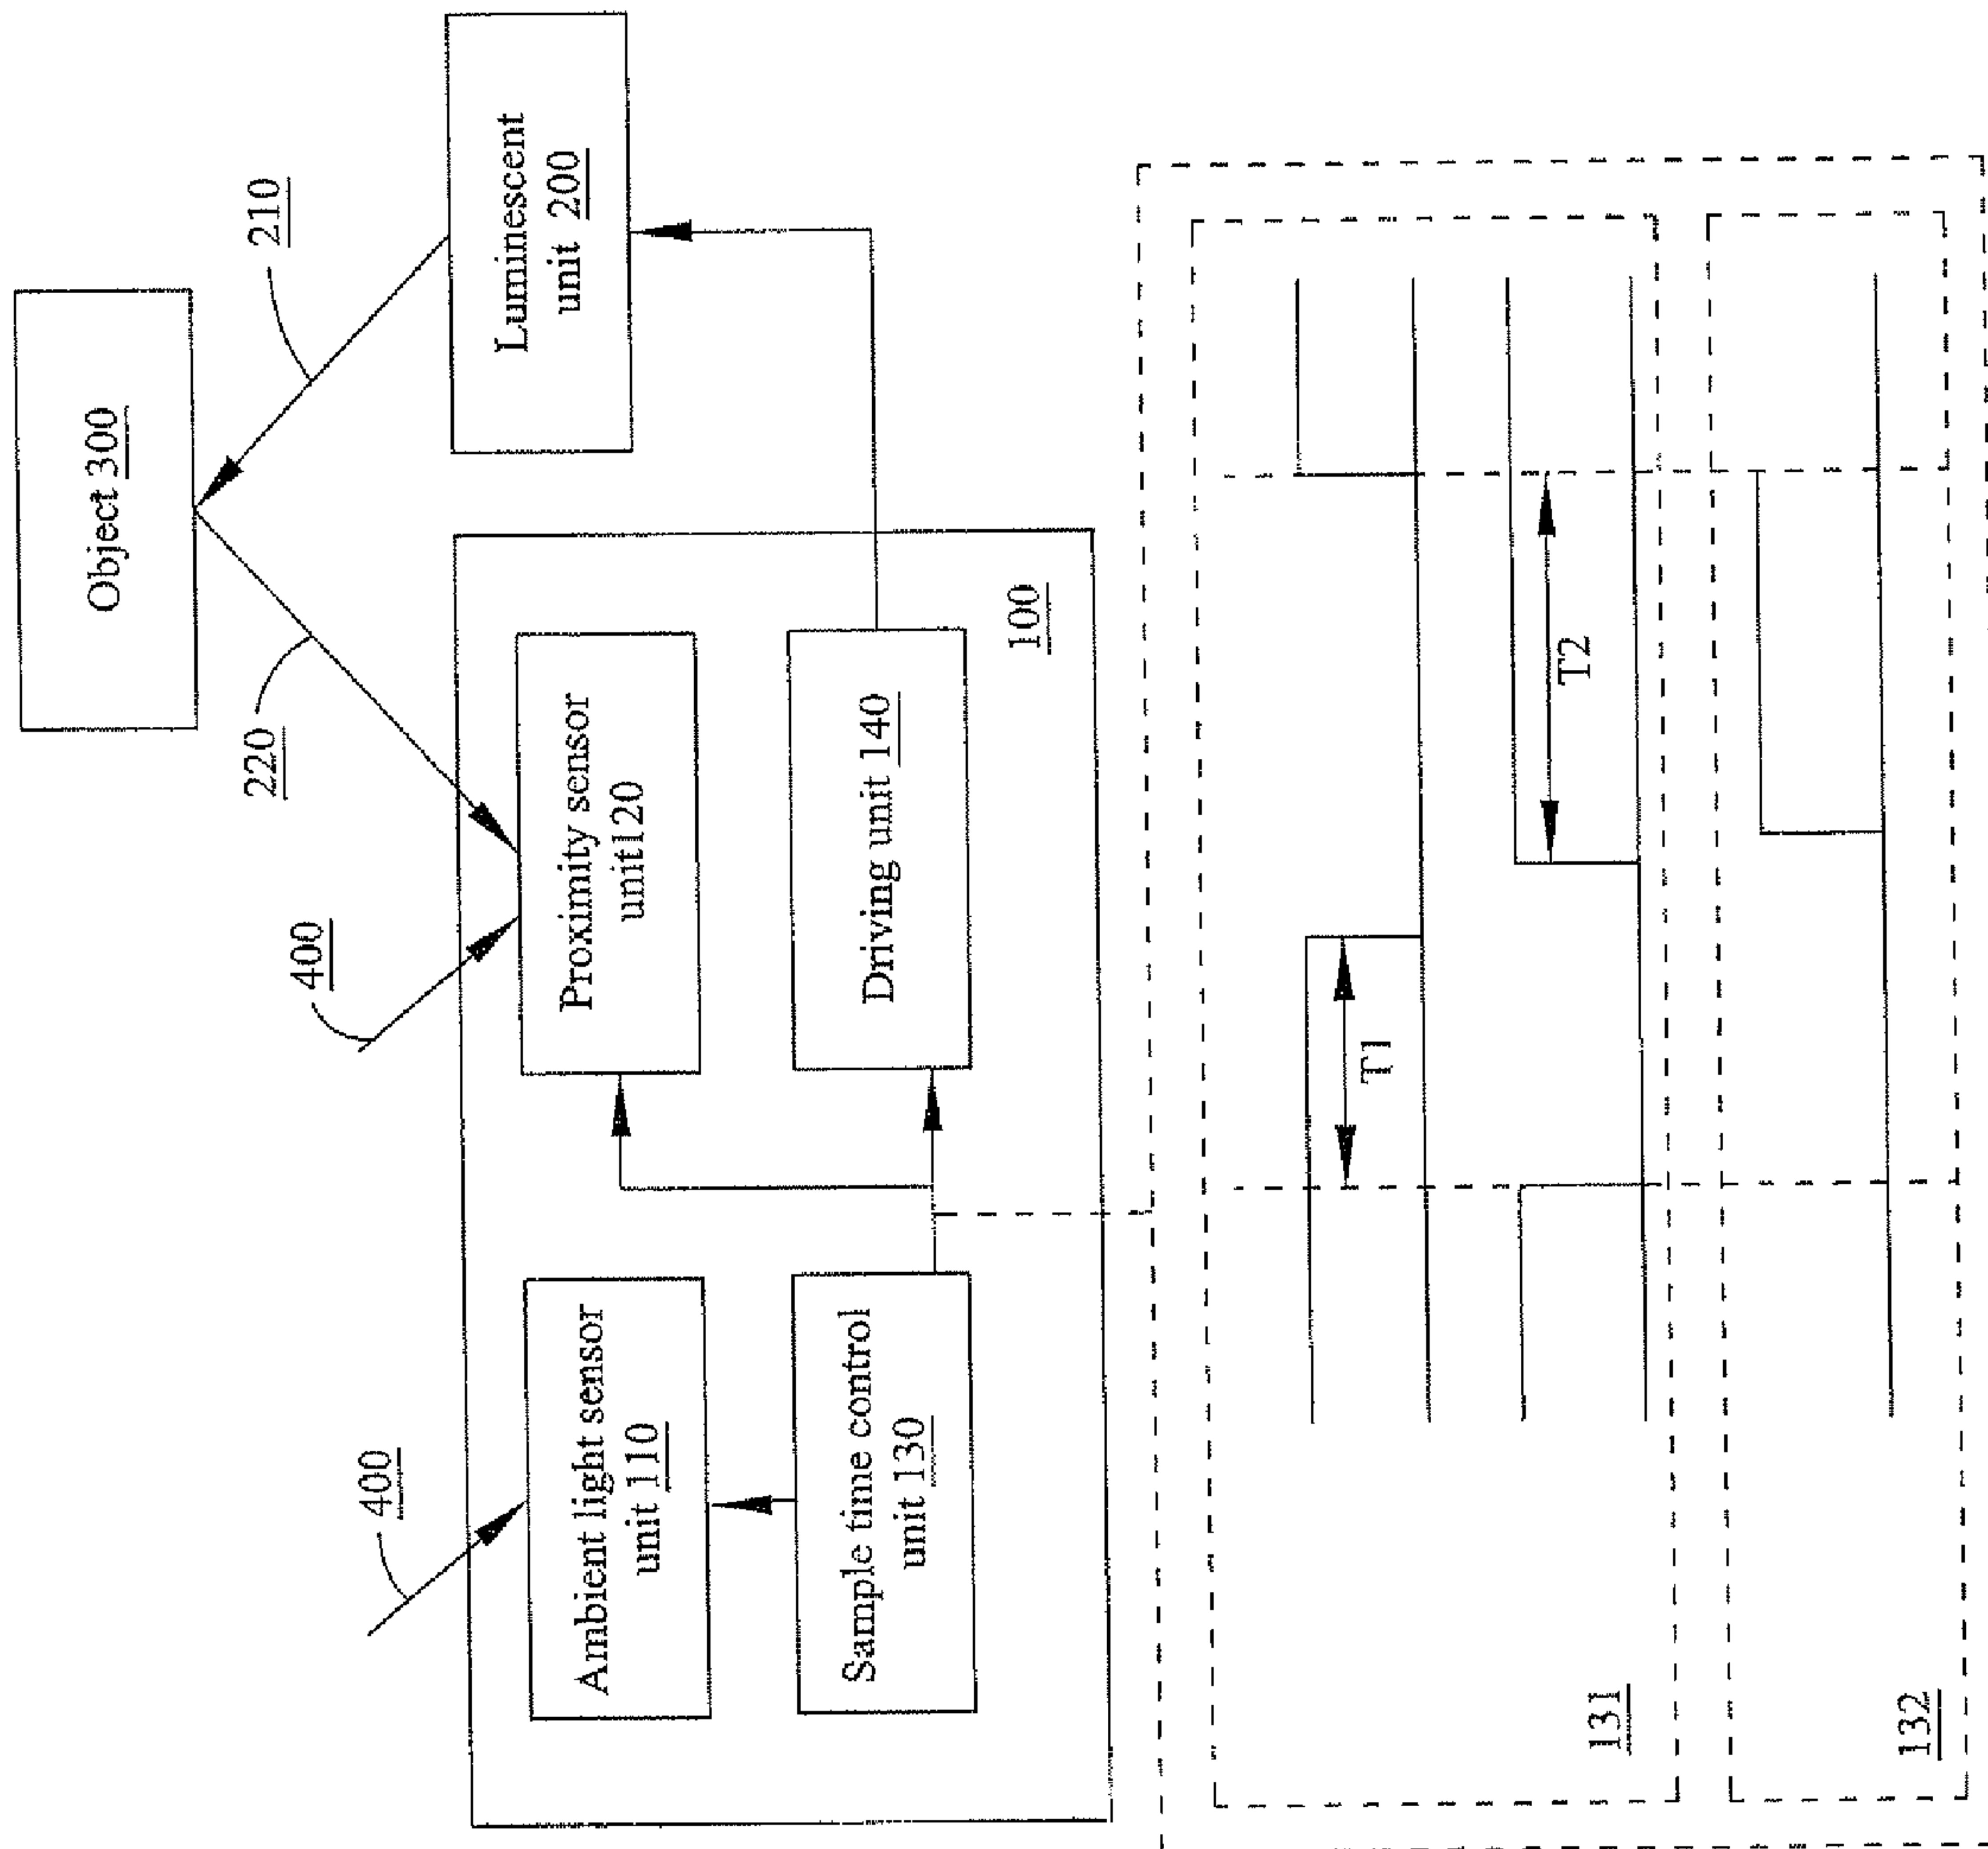 Object 300
210
220
Luminescent
unit 200
400
400
Ambient light sensor
unit 110
Proximity sensor
unit120
Sample time control
unit 130
Driving unit 140
100
T1
T2
131
132